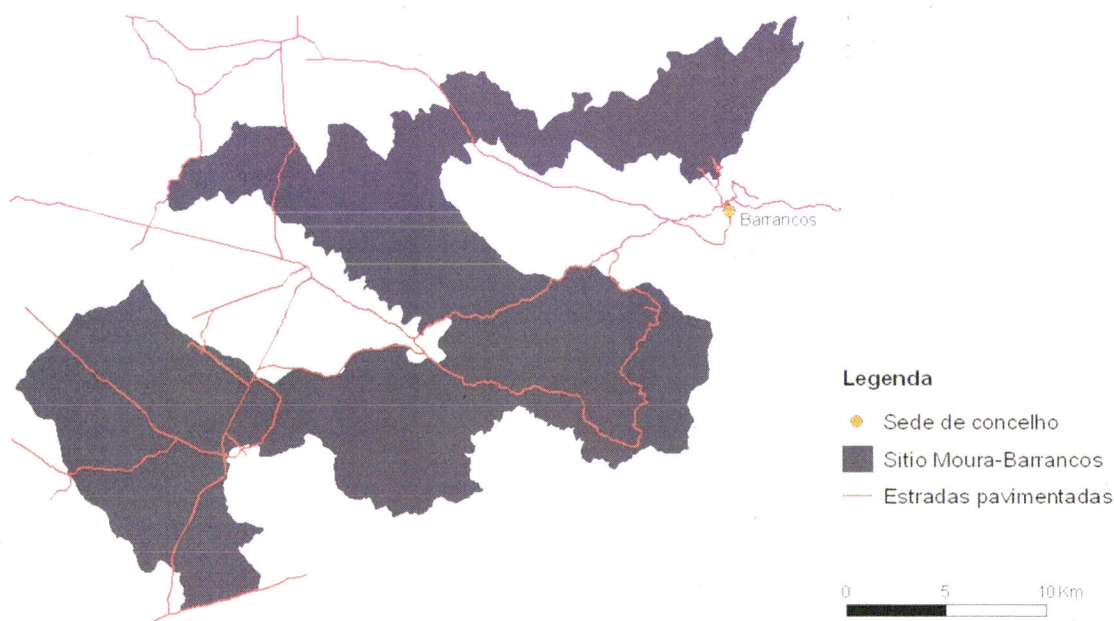 Barrancos
Legenda
Sede de concelho
Sitio Moura-Barrancos
Estradas pavimentadas
0 5 10 Km